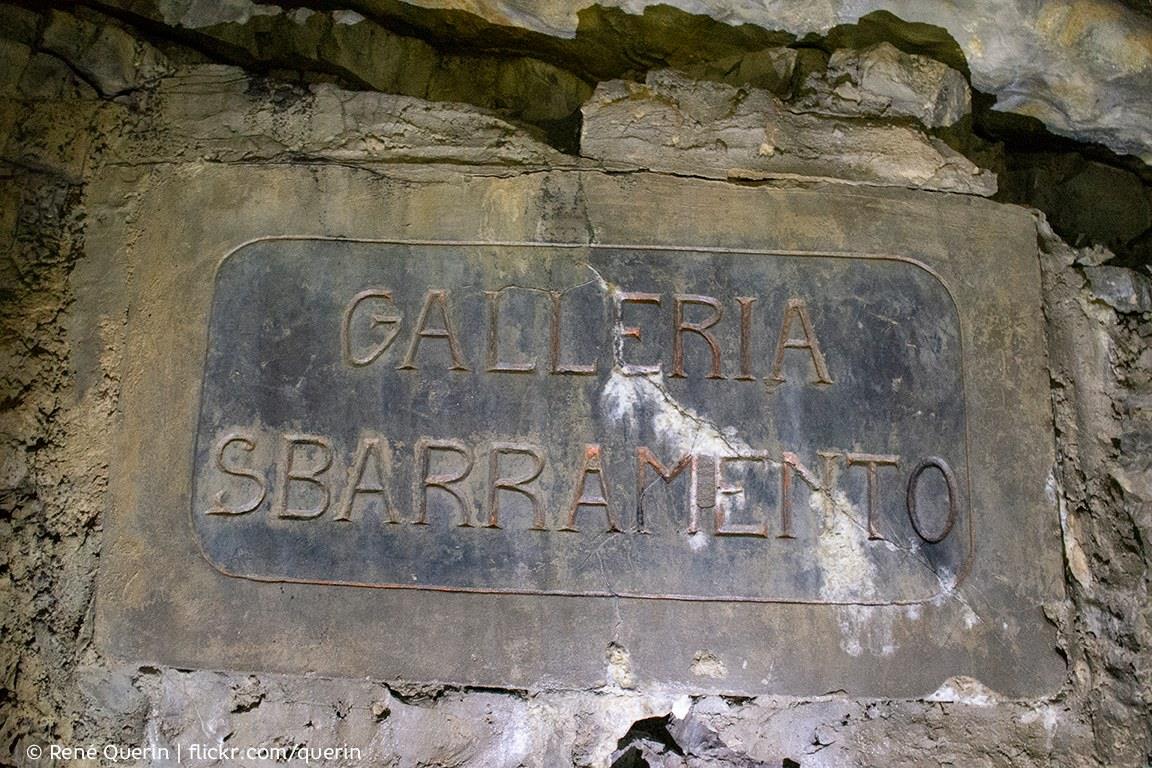 GALLERIA
SBARRAMENTO
© René Querin | flickr.com/querin